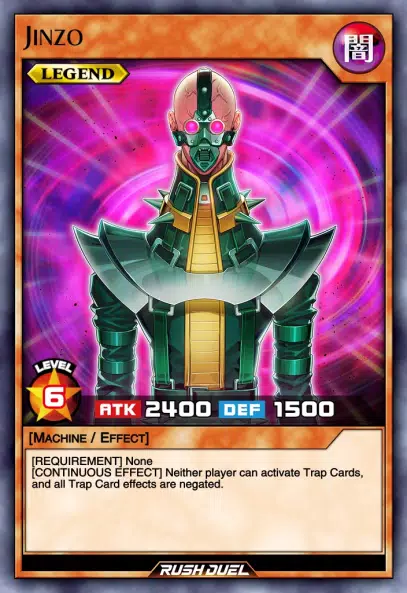 JINZO
闇
LEGEND
LEVEL
6
ATK 2400 DEF 1500
[MACHINE / EFFECT]
[REQUIREMENT] None
[CONTINUOUS EFFECT] Neither player can activate Trap Cards,
and all Trap Card effects are negated.
RUSH DUEL